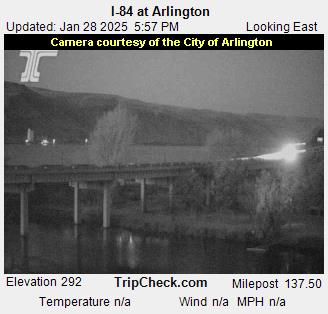 I-84 at Arlington
Updated: Jan 28 2025 5:57 PM Looking East
Camera courtesy of the City of Arlington
Elevation 292 TripCheck.com Milepost 137.50
Temperature n/a Wind n/a MPH n/a